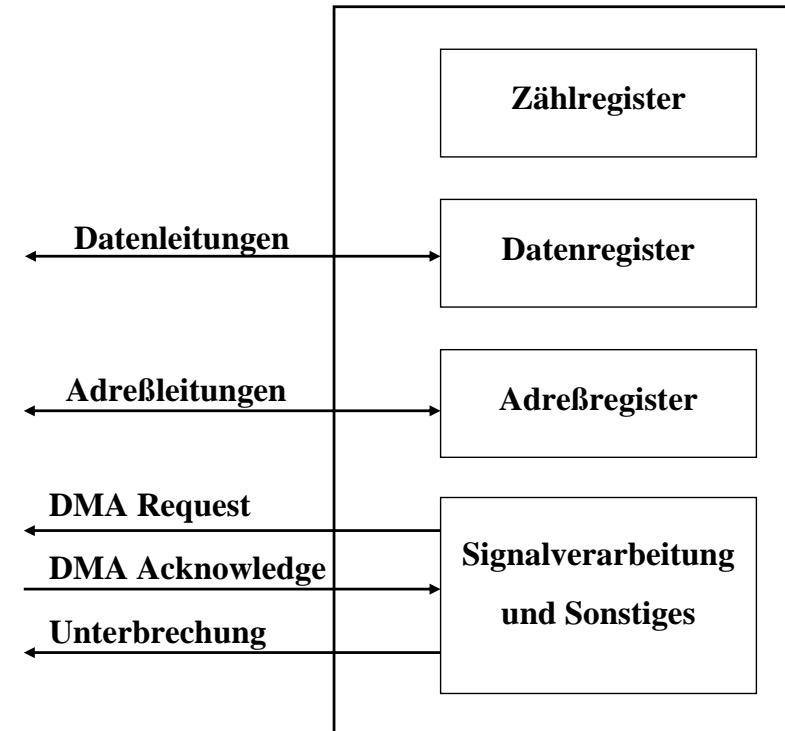 Zählregister
Datenleitungen
Datenregister
Adreßleitungen
Adreßregister
DMA Request
DMA Acknowledge
Unterbrechung
Signalverarbeitung
und Sonstiges